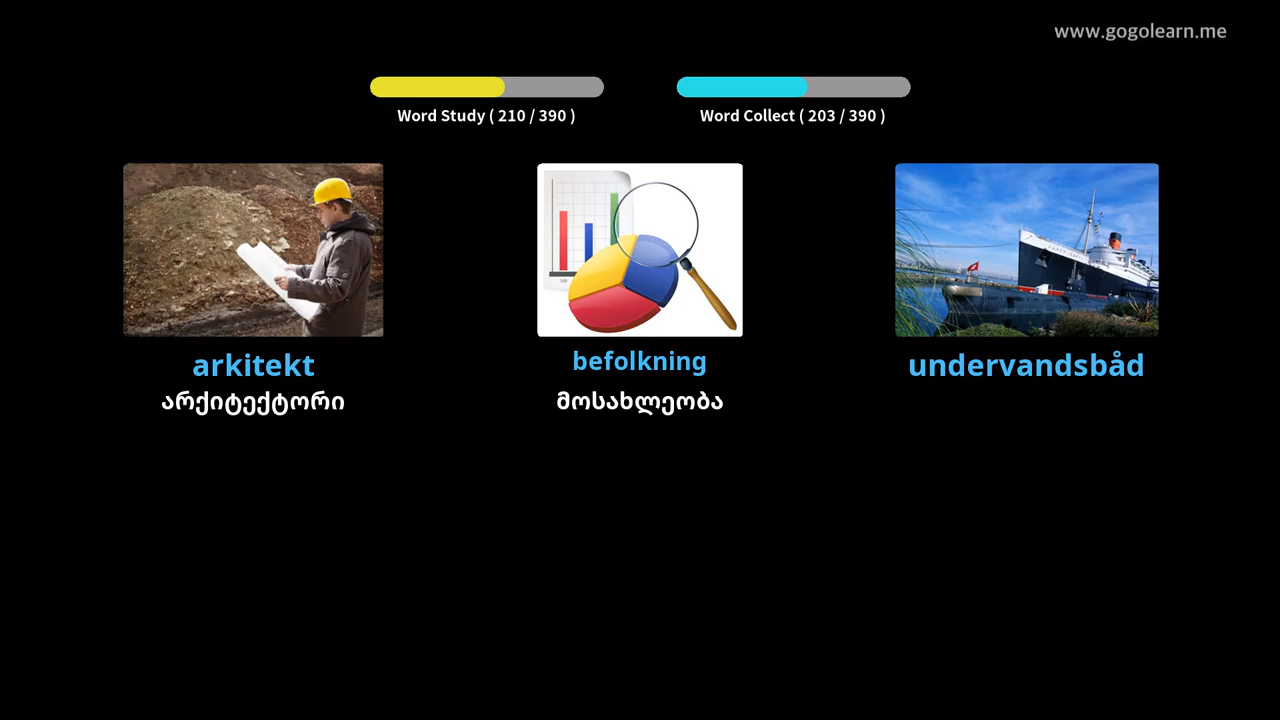 www.gogolearn.me
Word Study ( 210 / 390 )
Word Collect ( 203 / 390 )
arkitekt
befolkning
undervandsbåd
არქიტექტორი
მოსახლეობა